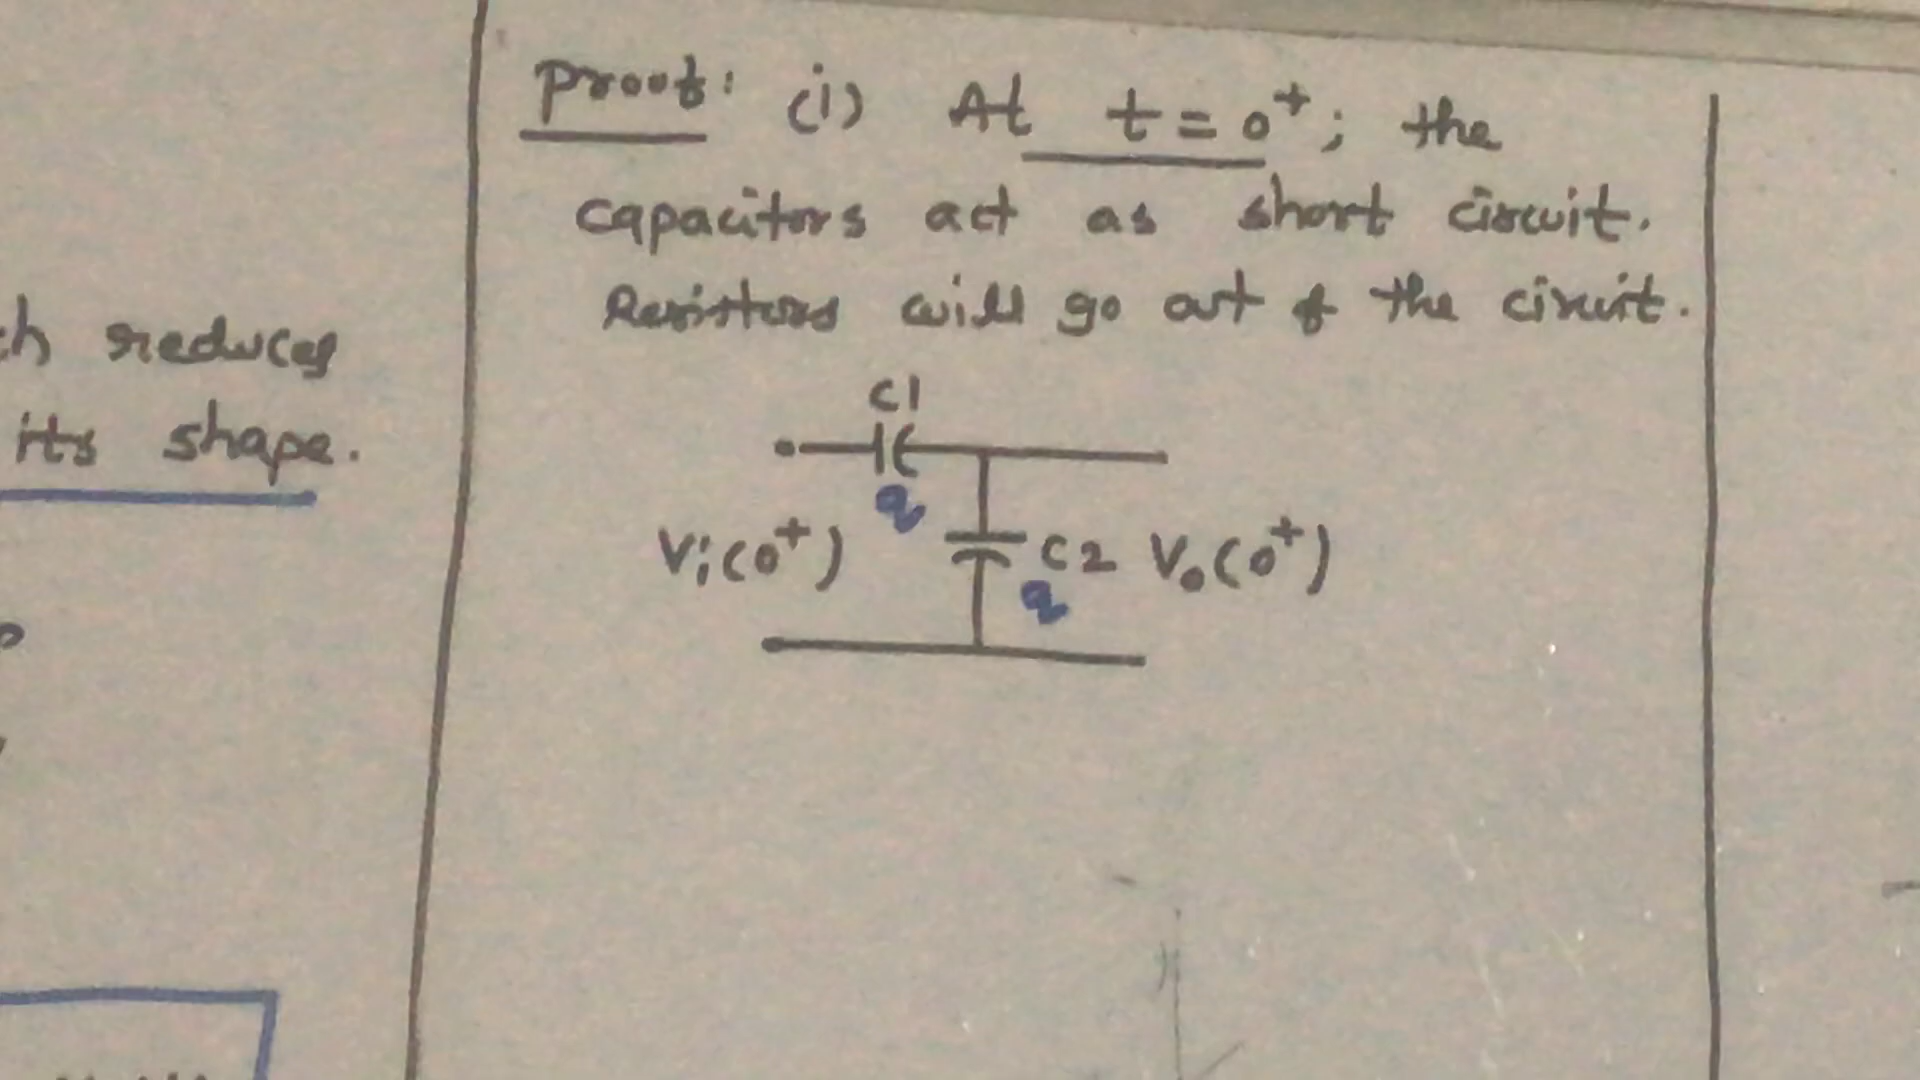 ch reduces
its shape.
Proof: (i) At t = 0⁺; the
capacitors act as short circuit.
Resistors will go out of the circuit.
C1
q
Vi(0⁺)
C2
q
Vo(0⁺)